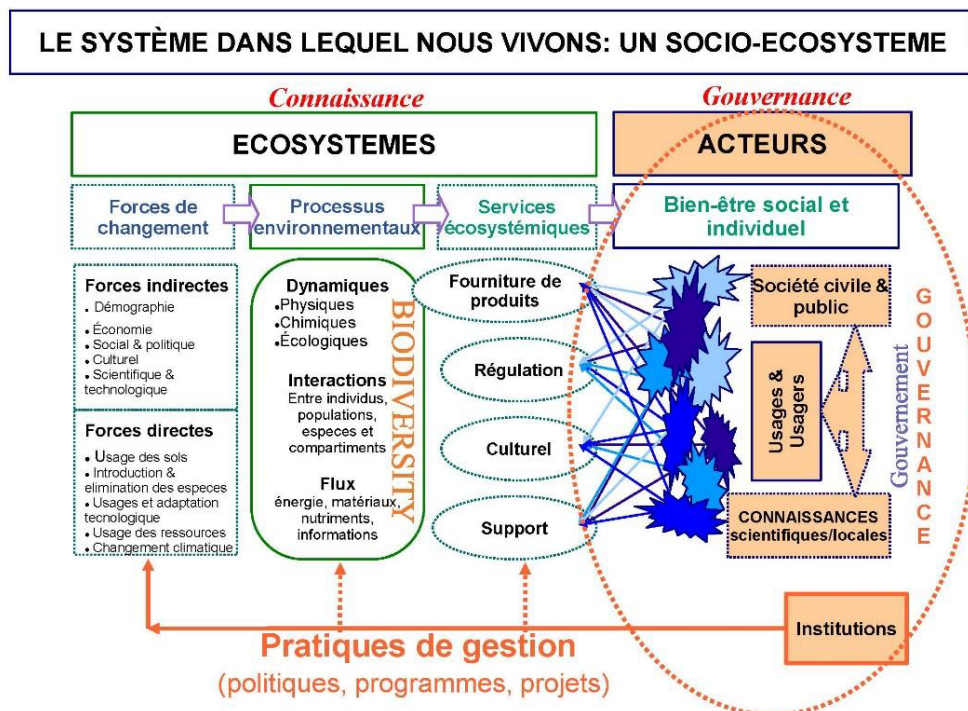 LE SYSTÈME DANS LEQUEL NOUS VIVONS: UN SOCIO-ECOSYSTEME
Connaissance
Gouvernance
ECOSYSTEMES
ACTEURS
Forces de
changement
Processus
environnementaux
Services
écosystémiques
Bien-être social et
individuel
Forces indirectes
. Démographie
• Économie
• Social & politique
• Culturel
• Scientifique &
technologique
Forces directes
• Usage des sols
• Introduction &
elimination des especes
• Usages et adaptation
tecnologique
• Usage des ressources
• Changement climatique
Dynamiques
•Physiques
•Chimiques
•Écologiques
Interactions
Entre individus,
populations,
especes et
compartiments
Flux
énergie, matériaux,
nutriments,
informations
BIODIVERSITY
Fourniture de
produits
Régulation
Culturel
Support
Société civile &
public
Usages &
Usagers
CONNAISSANCES
scientifiques/locales
Gouvernement
GOUVERNANCE
Institutions
Pratiques de gestion
(politiques, programmes, projets)